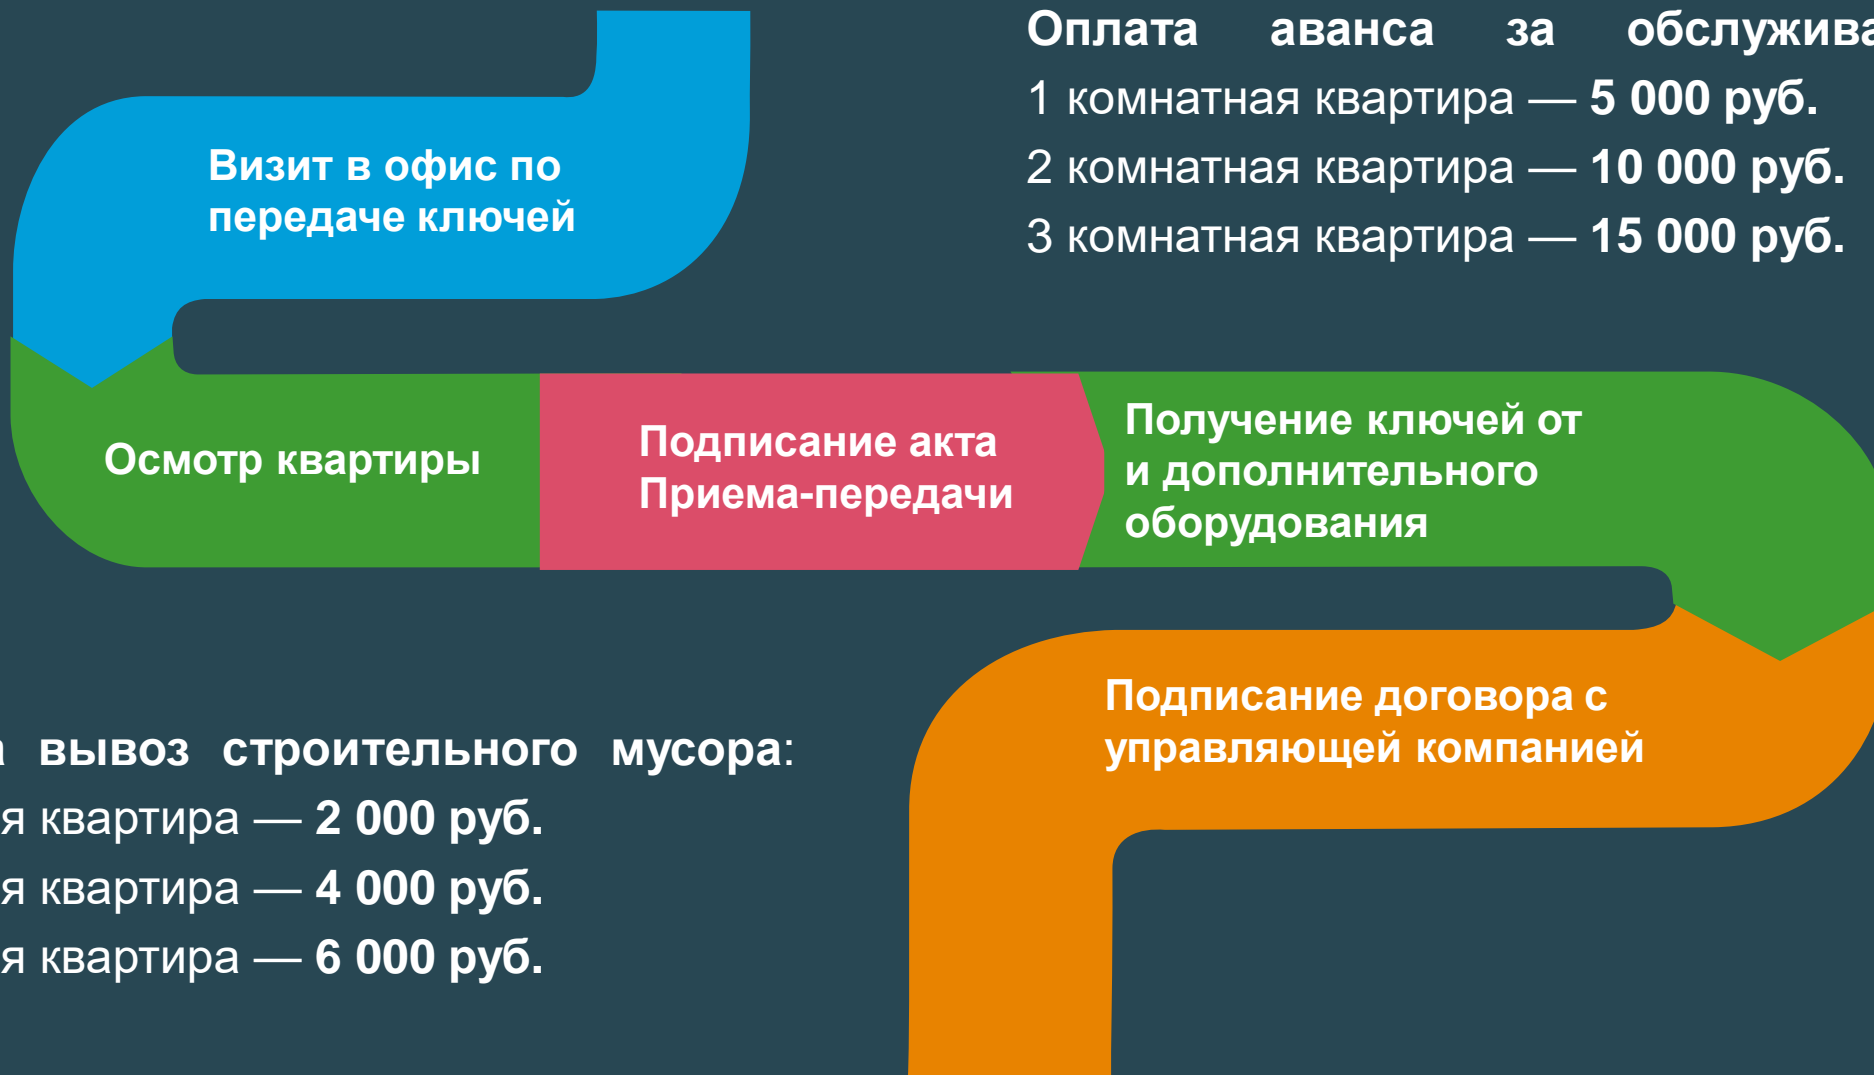 Оплата аванса за
1 комнатная квартира — 5 000 руб.
2 комнатная квартира — 10 000 руб.
3 комнатная квартира — 15 000 руб.
Визит в офис по
передаче ключей
Осмотр квартиры
Подписание акта
Приема-передачи
Получение ключей от
и дополнительного
оборудования
Подписание договора с
управляющей компанией
вывоз строительного мусора:
квартира — 2 000 руб.
квартира — 4 000 руб.
квартира — 6 000 руб.